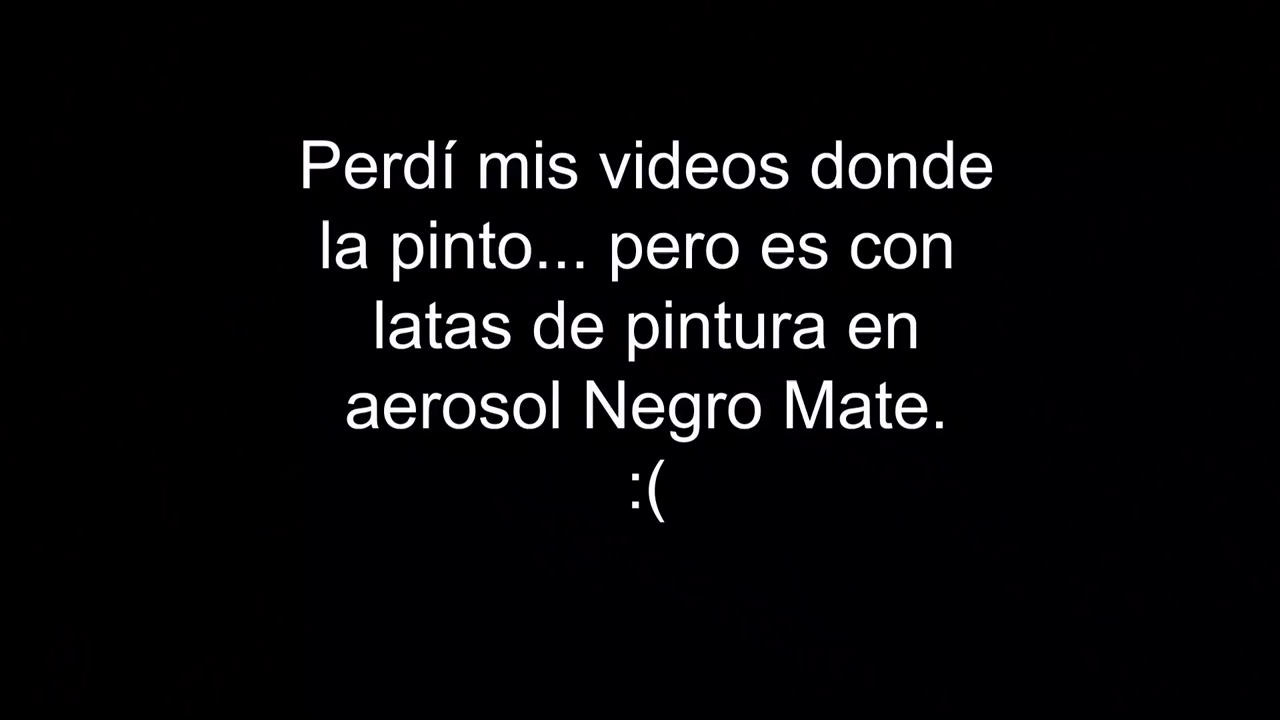 Perdí mis videos donde
la pinto... pero es con
latas de pintura en
aerosol Negro Mate.
:(